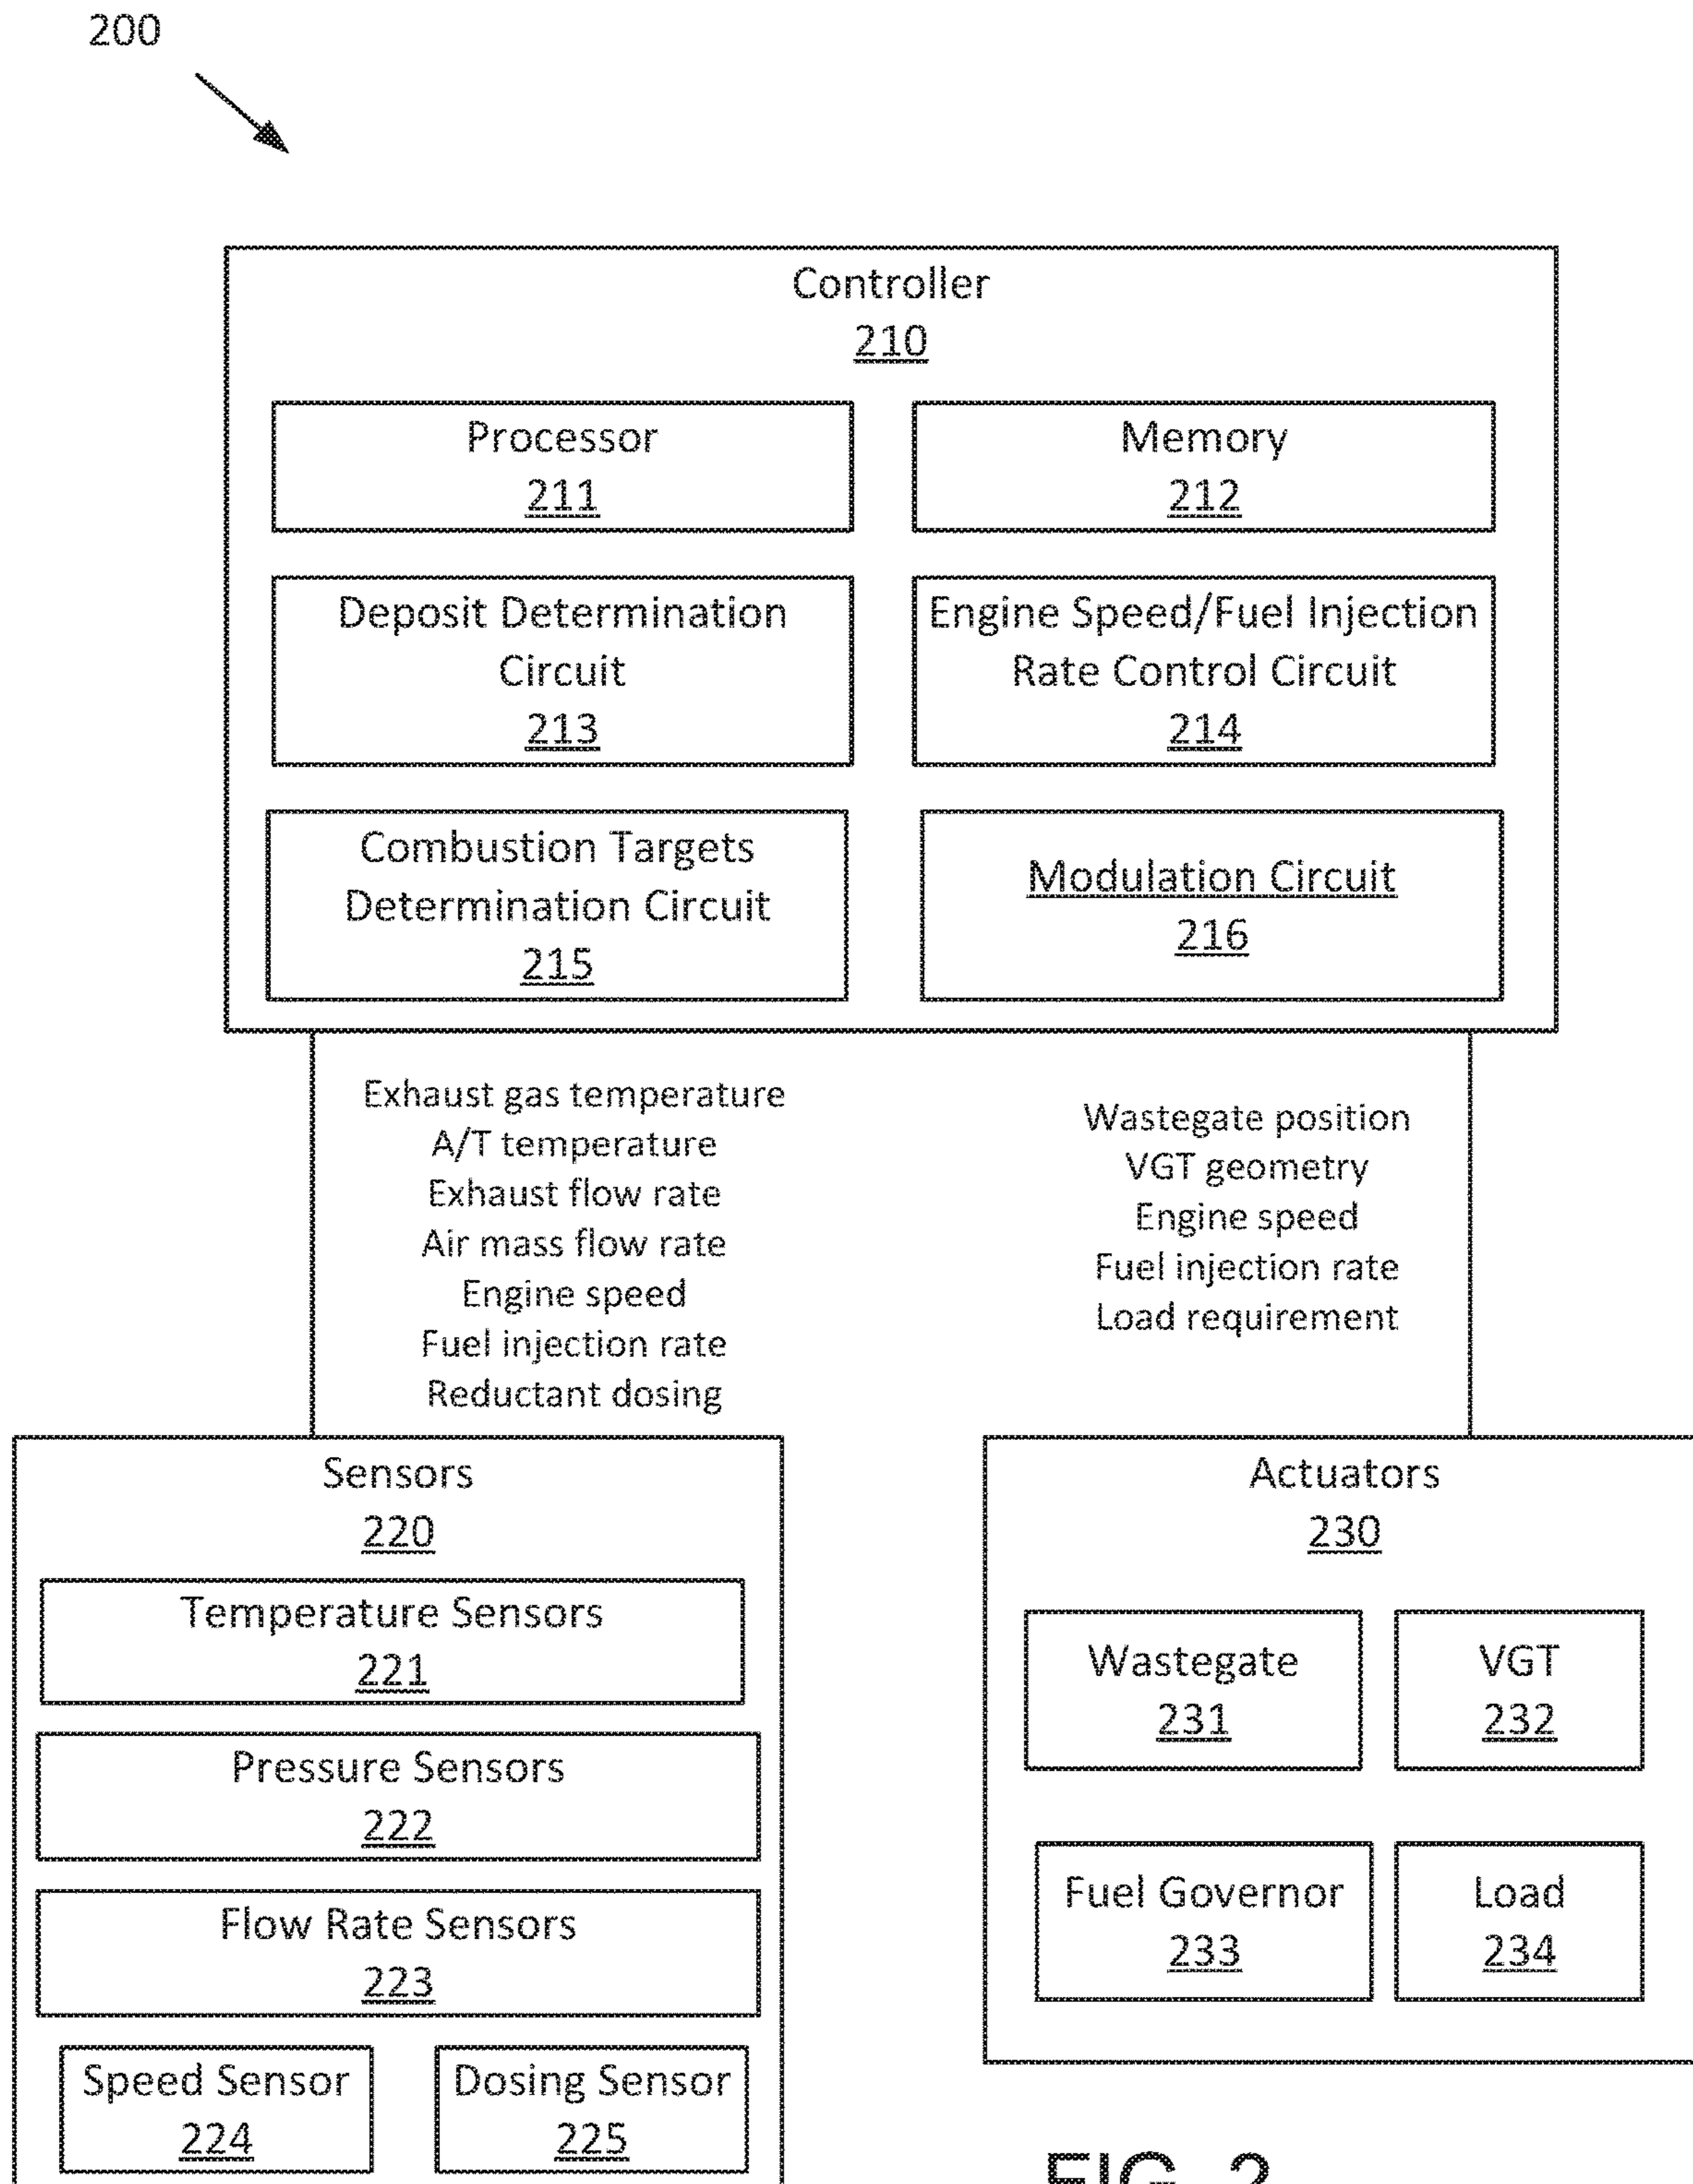 200
Controller
210
Processor
211
Memory
212
Deposit Determination
Circuit
213
Engine Speed/Fuel Injection
Rate Control Circuit
214
Combustion Targets
Determination Circuit
215
Modulation Circuit
216
Exhaust gas temperature
A/T temperature
Exhaust flow rate
Air mass flow rate
Engine speed
Fuel injection rate
Reductant dosing
Wastegate position
VGT geometry
Engine speed
Fuel injection rate
Load requirement
Sensors
220
Temperature Sensors
221
Pressure Sensors
222
Flow Rate Sensors
223
Speed Sensor
224
Dosing Sensor
225
Actuators
230
Wastegate
231
VGT
232
Fuel Governor
233
Load
234
FIG. 2